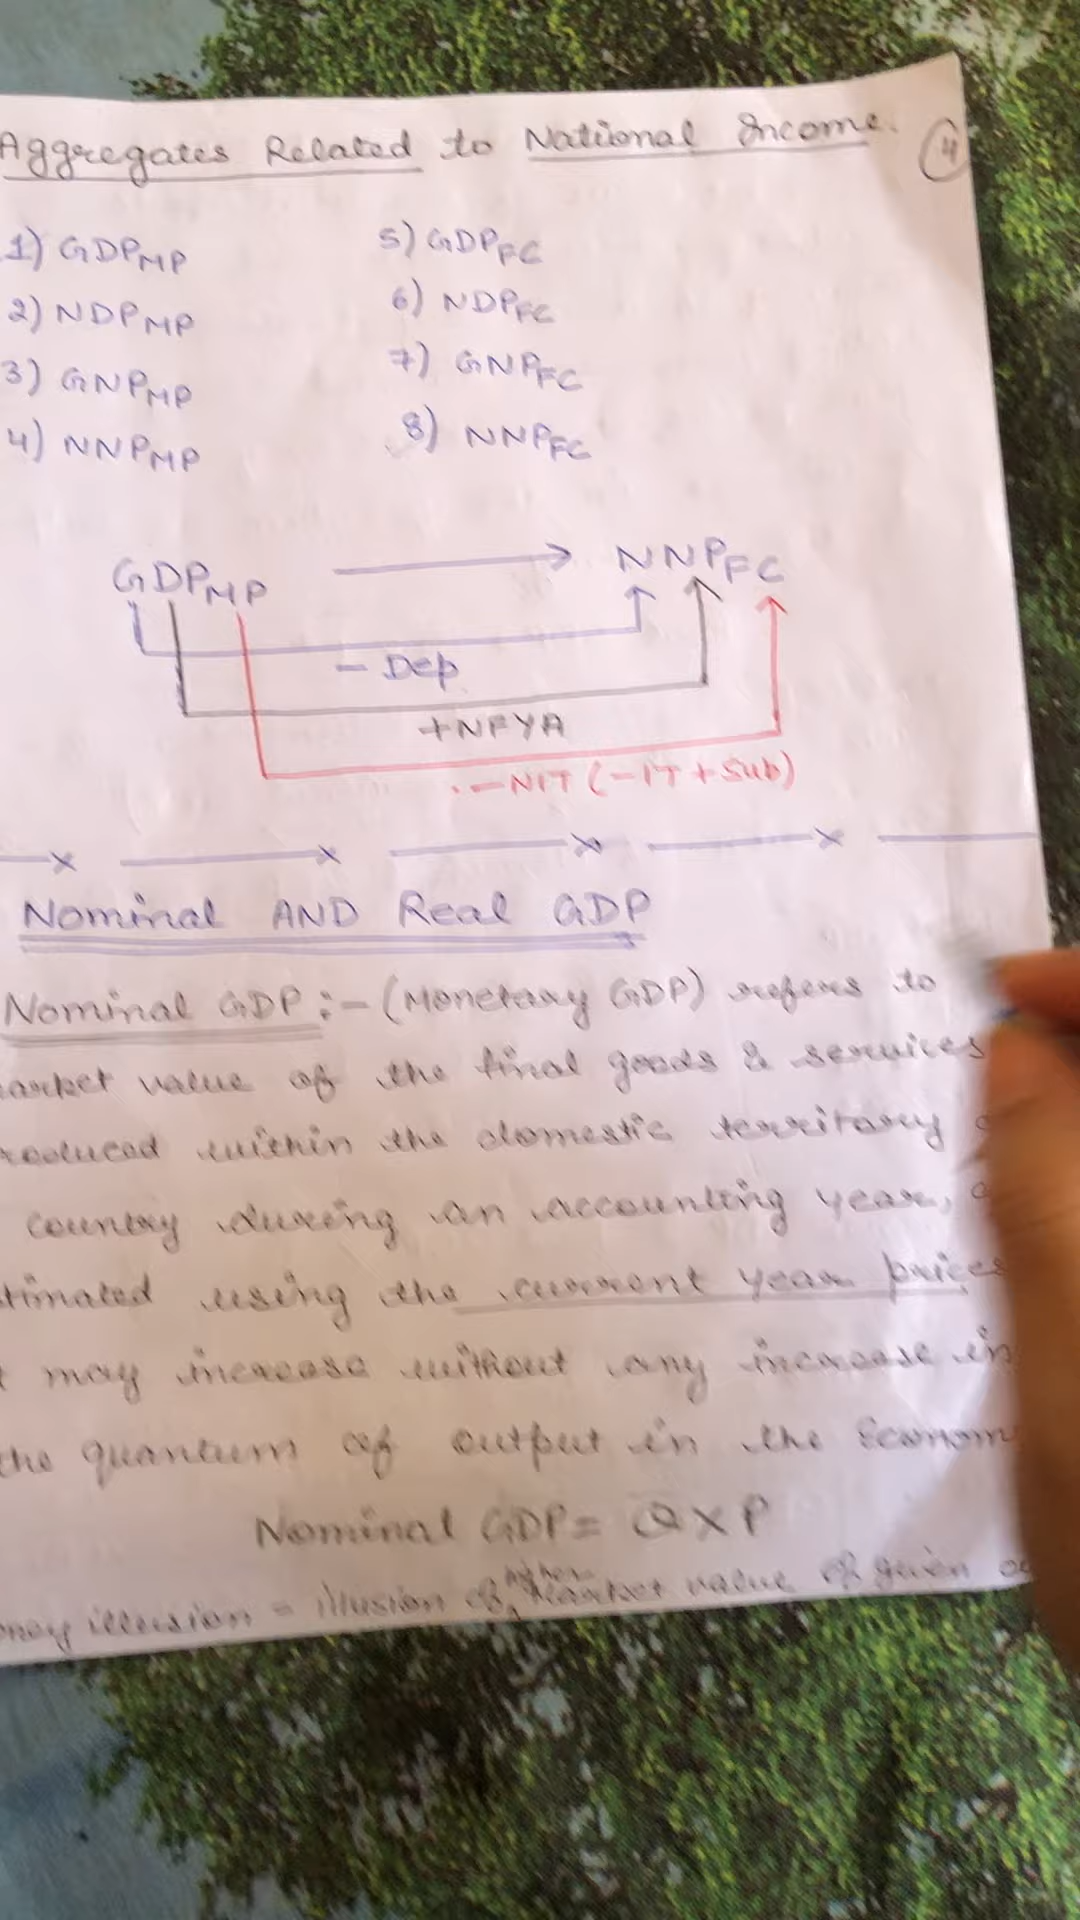 Aggregates Related to National Income.
4
1) GDPMP
2) NDPMP
3) GNPMP
4) NNPMP
5) GDPFC
6) NDPFC
7) GNPFC
8) NNPFC
GDPMP → NNPFC
- Dep
+NFYA
-NIT (-IT + Sub)
Nominal AND Real GDP
Nominal GDP :- (Monetary GDP) refers to
market value of the final goods & services
produced within the domestic territory
country during an accounting year,
estimated using the current year prices
may increase without any increase in
the quantum of output in the Econom
Nominal GDP = Q X P
money illusion = illusion of higher Market value of given